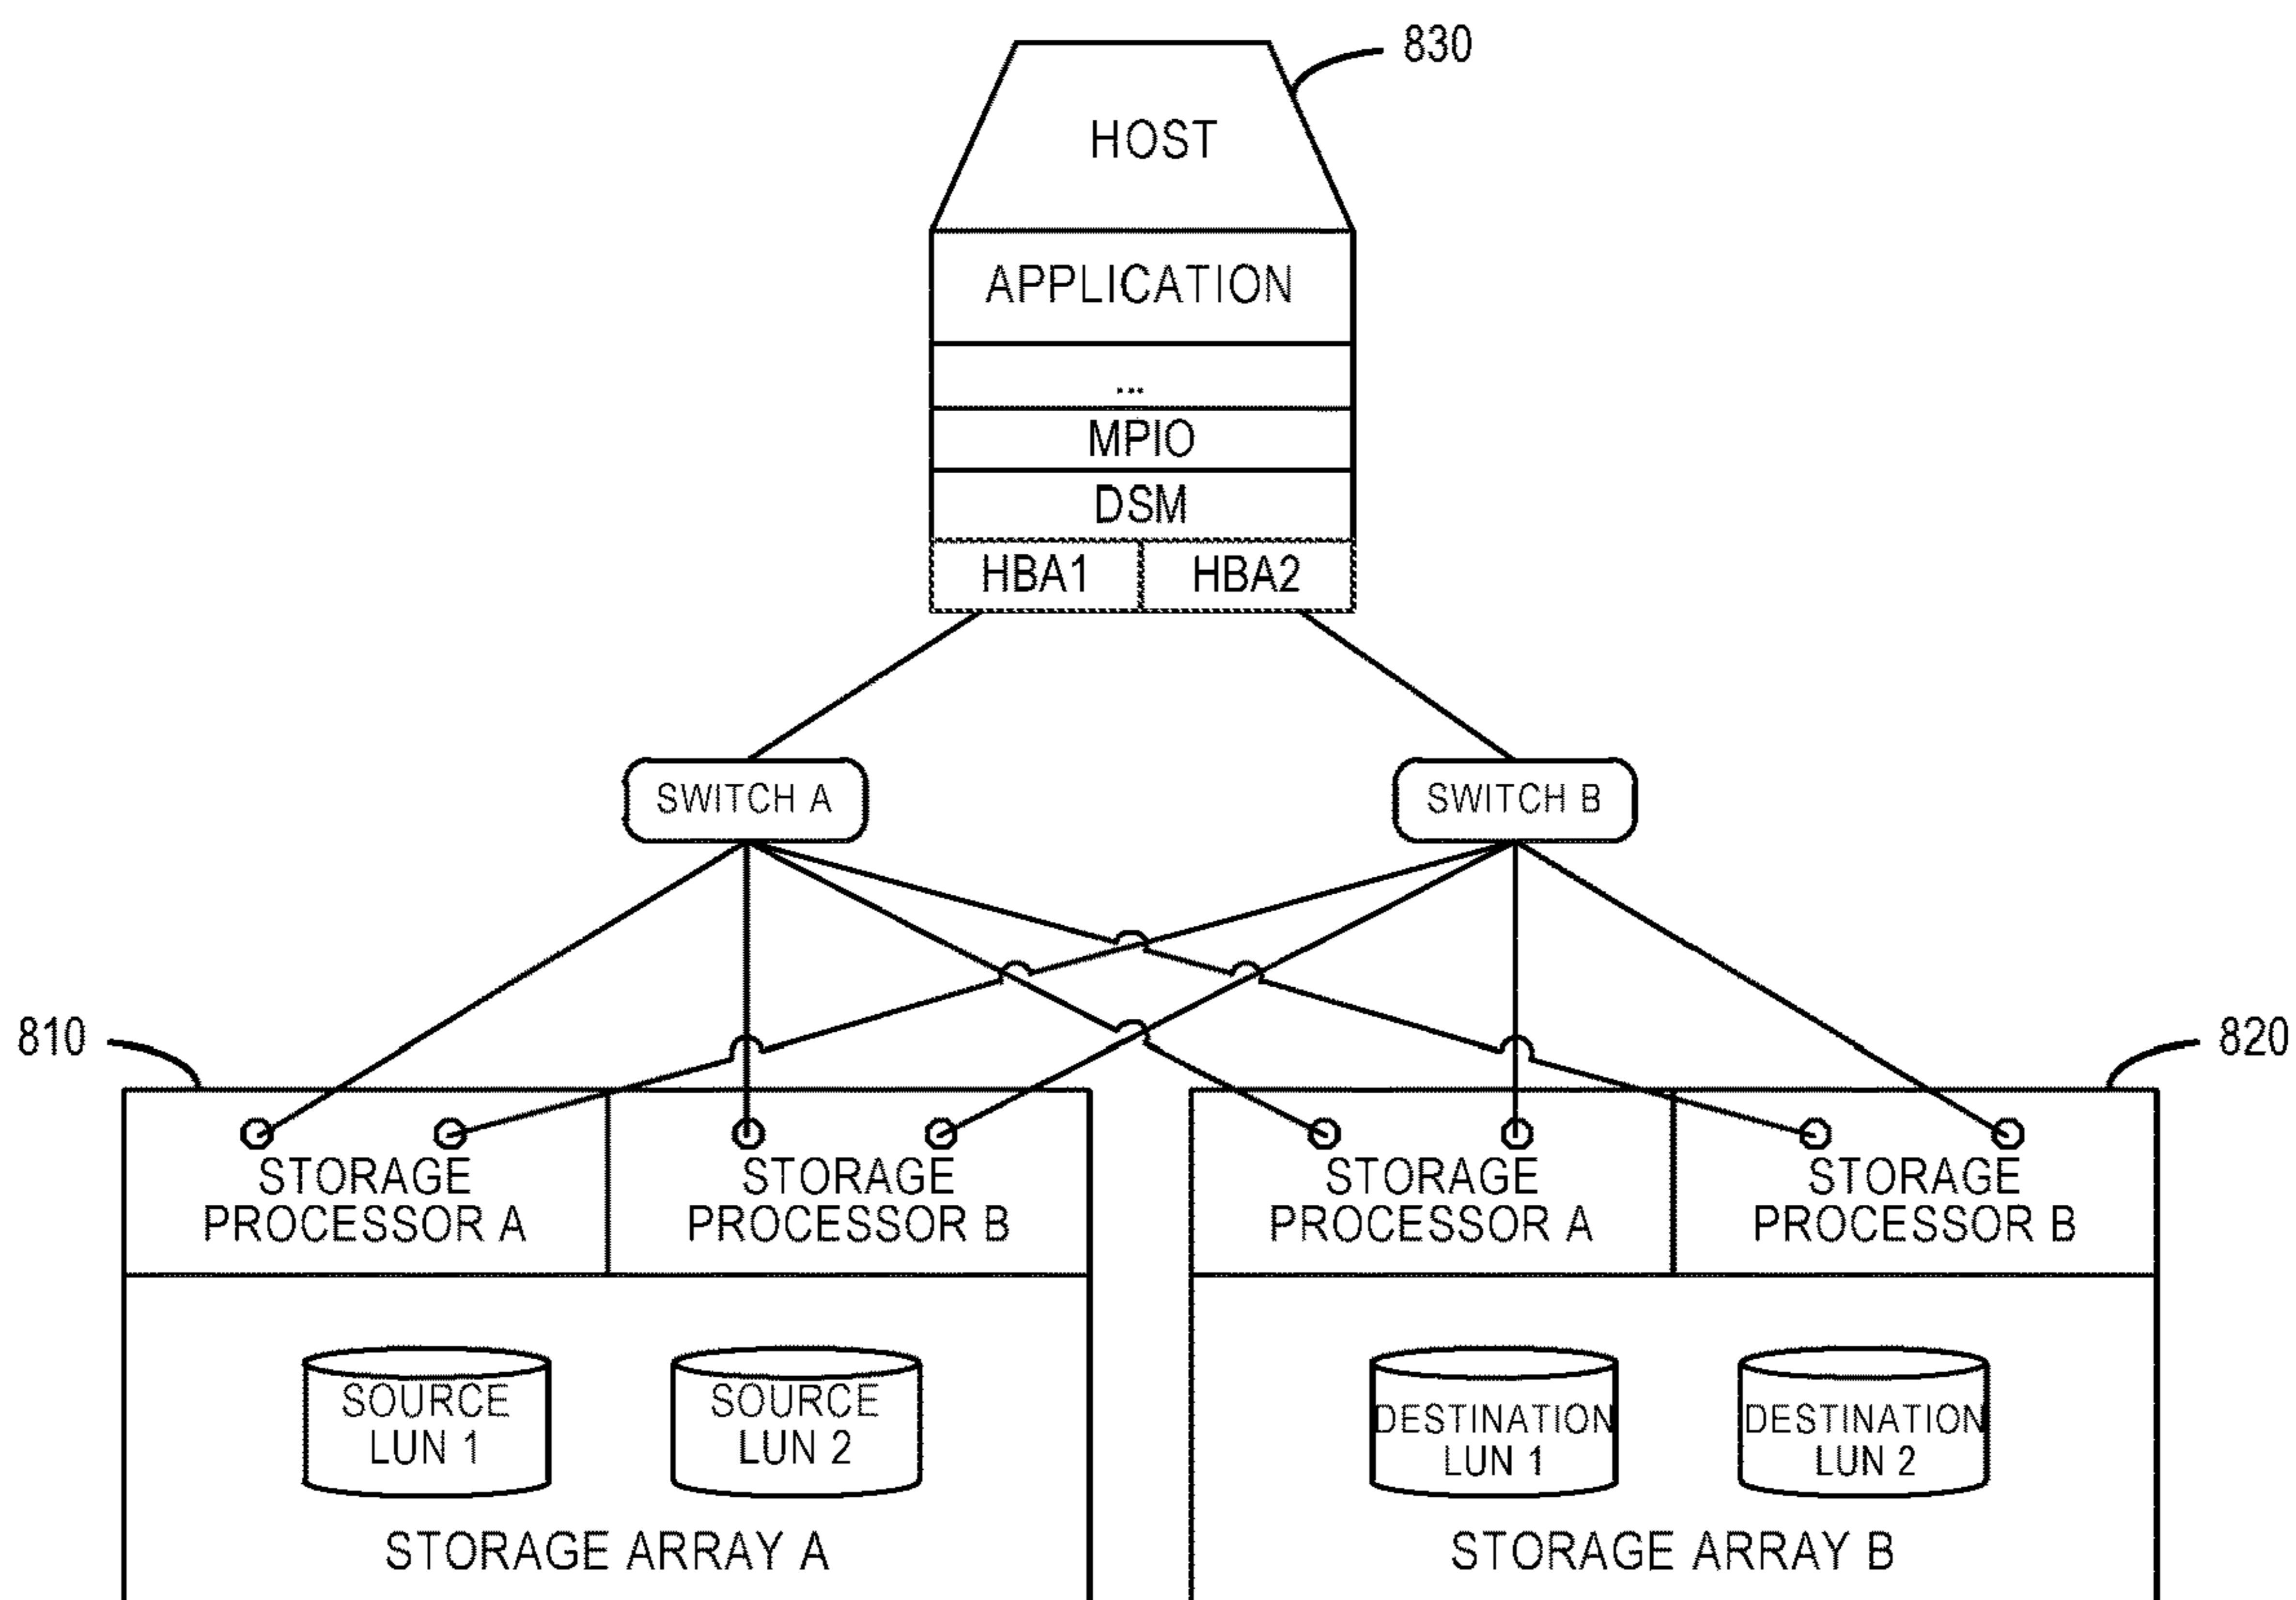 830
HOST
APPLICATION
...
MPIO
DSM
HBA1
HBA2
SWITCH A
SWITCH B
810
820
STORAGE
PROCESSOR A
STORAGE
PROCESSOR B
STORAGE
PROCESSOR A
STORAGE
PROCESSOR B
SOURCE
LUN 1
SOURCE
LUN 2
DESTINATION
LUN 1
DESTINATION
LUN 2
STORAGE ARRAY A
STORAGE ARRAY B